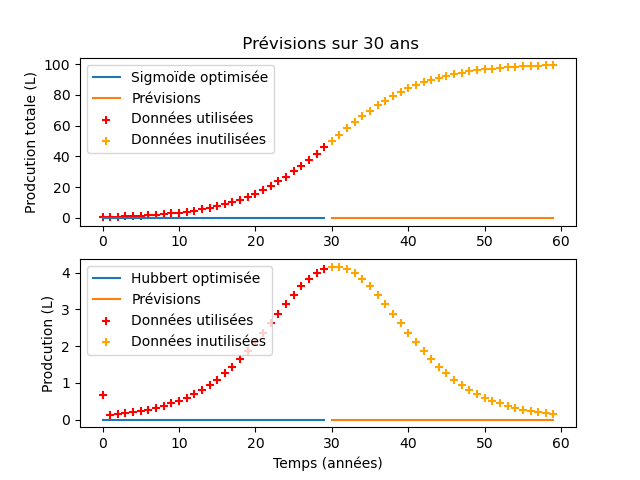 Prévisions sur 30 ans
Prodcution totale (L)
100
80
60
40
20
0
Sigmoïde optimisée
Prévisions
Données utilisées
Données inutilisées
0 10 20 30 40 50 60
Prodcution (L)
4
3
2
1
0
Hubbert optimisée
Prévisions
Données utilisées
Données inutilisées
0 10 20 30 40 50 60
Temps (années)